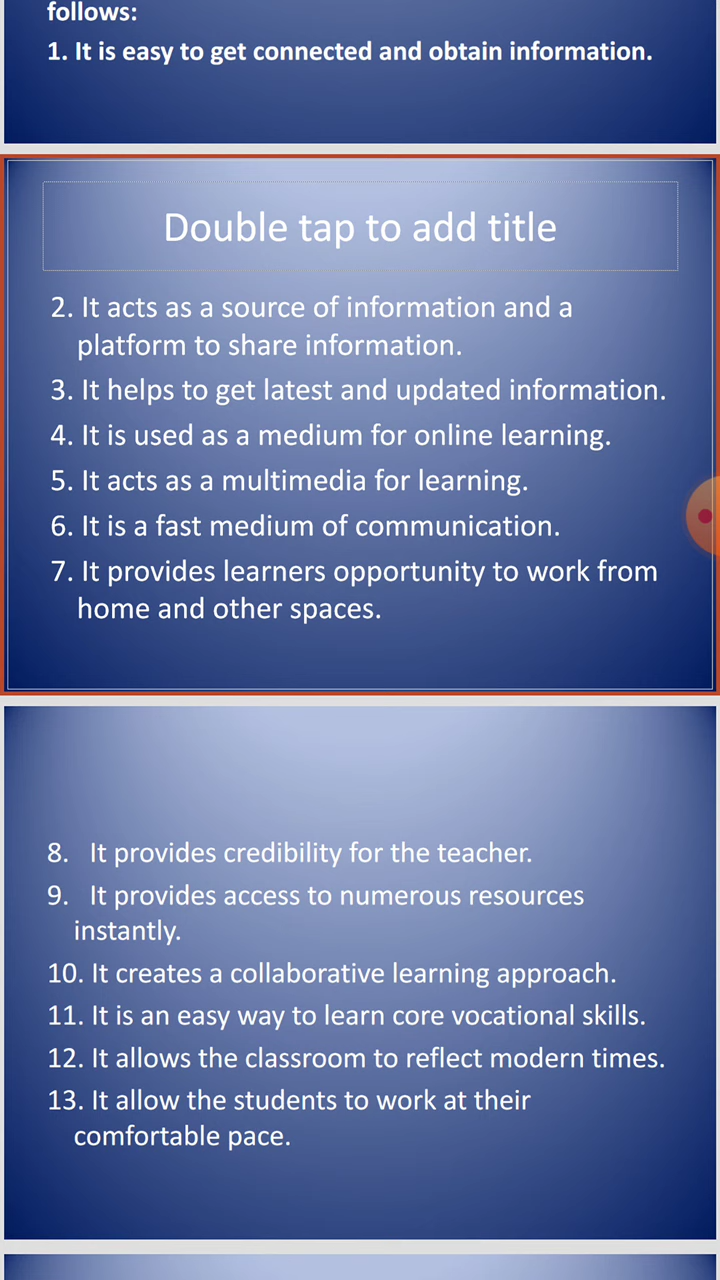 follows:
1. It is easy to get connected and obtain information.
Double tap to add title
2. It acts as a source of information and a
platform to share information.
3. It helps to get latest and updated information.
4. It is used as a medium for online learning.
5. It acts as a multimedia for learning.
6. It is a fast medium of communication.
7. It provides learners opportunity to work from
home and other spaces.
8. It provides credibility for the teacher.
9. It provides access to numerous resources
instantly.
10. It creates a collaborative learning approach.
11. It is an easy way to learn core vocational skills.
12. It allows the classroom to reflect modern times.
13. It allow the students to work at their
comfortable pace.